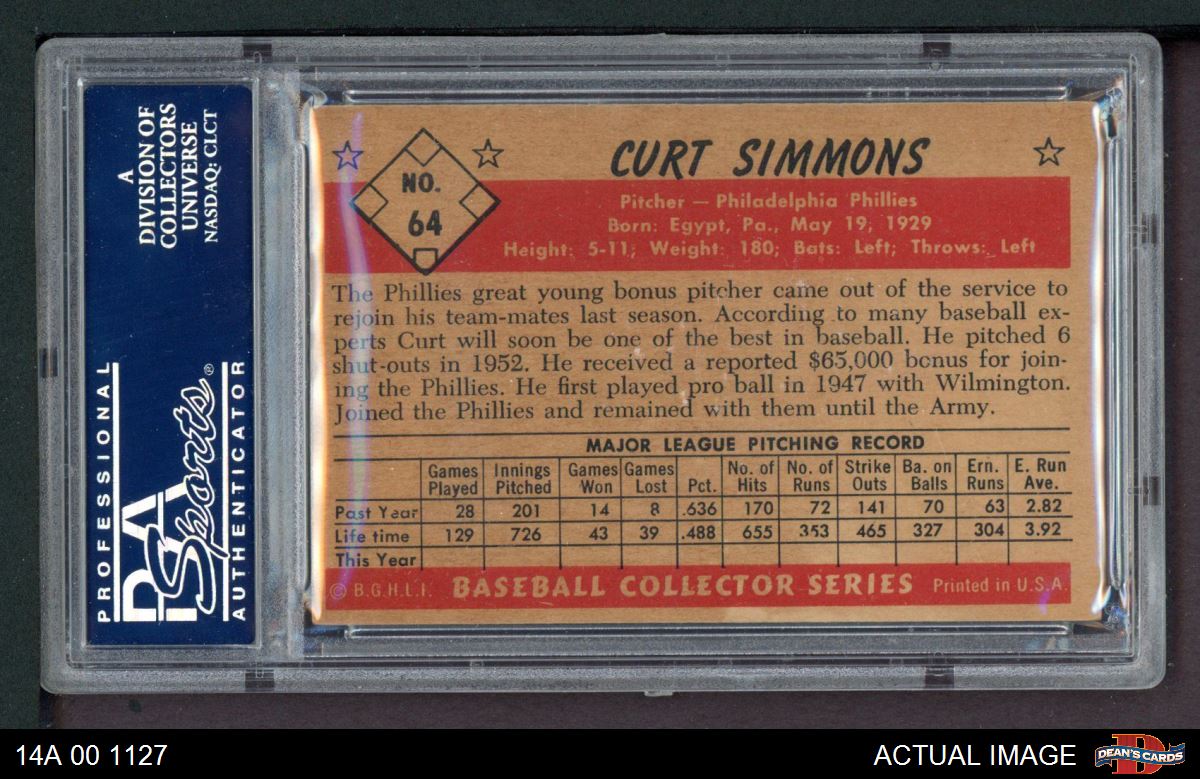 A
DIVISION OF
COLLECTORS
UNIVERSE
NASDAQ: CLCT
PROFESSIONAL
PSA
Sports®
AUTHENTICATOR
NO.
64
CURT SIMMONS
Pitcher — Philadelphia Phillies
Born: Egypt, Pa., May 19, 1929
Height: 5-11; Weight: 180; Bats: Left; Throws: Left
The Phillies great young bonus pitcher came out of the service to
rejoin his team-mates last season. According to many baseball ex-
perts Curt will soon be one of the best in baseball. He pitched 6
shut-outs in 1952. He received a reported $65,000 bonus for join-
ing the Phillies. He first played pro ball in 1947 with Wilmington.
Joined the Phillies and remained with them until the Army.
MAJOR LEAGUE PITCHING RECORD
Games Played Innings Pitched Games Won Games Lost Pct. No. of Hits No. of Runs Strike Outs Ba. on Balls Ern. Runs E. Run Ave.
Past Year 28 201 14 8 .636 170 72 141 70 63 2.82
Life time 129 726 43 39 .488 655 353 465 327 304 3.92
This Year
© B.G.H.L.I. BASEBALL COLLECTOR SERIES Printed in U.S.A.
14A 00 1127
ACTUAL IMAGE
DEAN'S CARDS